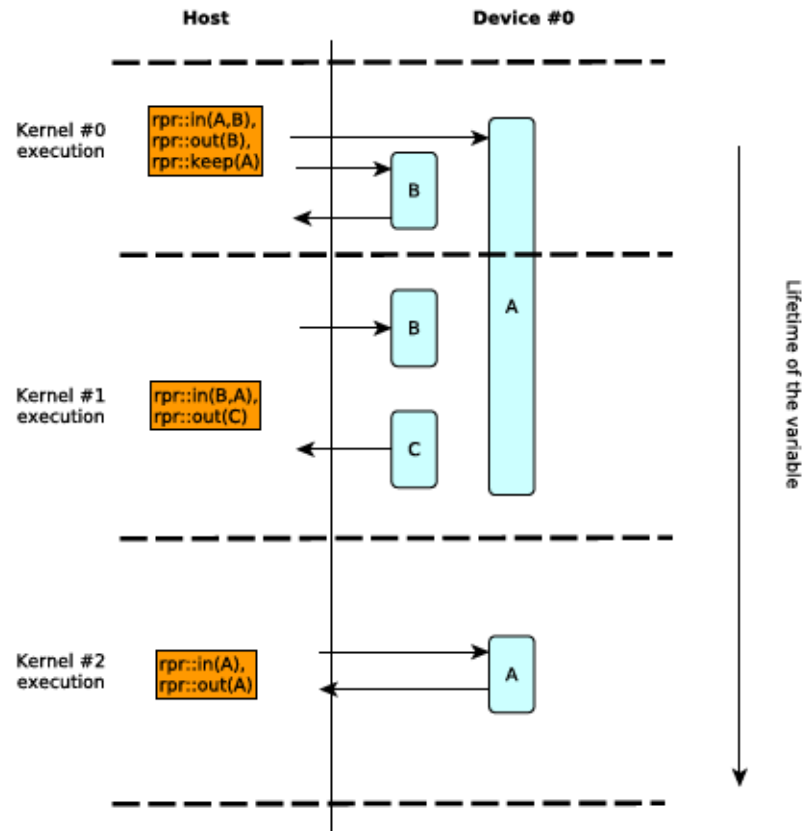 Host
Device #0
Kernel #0
execution
rpr::in(A,B),
rpr::out(B),
rpr::keep(A)
B
A
B
Kernel #1
execution
rpr::in(B,A),
rpr::out(C)
C
Lifetime of the variable
Kernel #2
execution
rpr::in(A),
rpr::out(A)
A